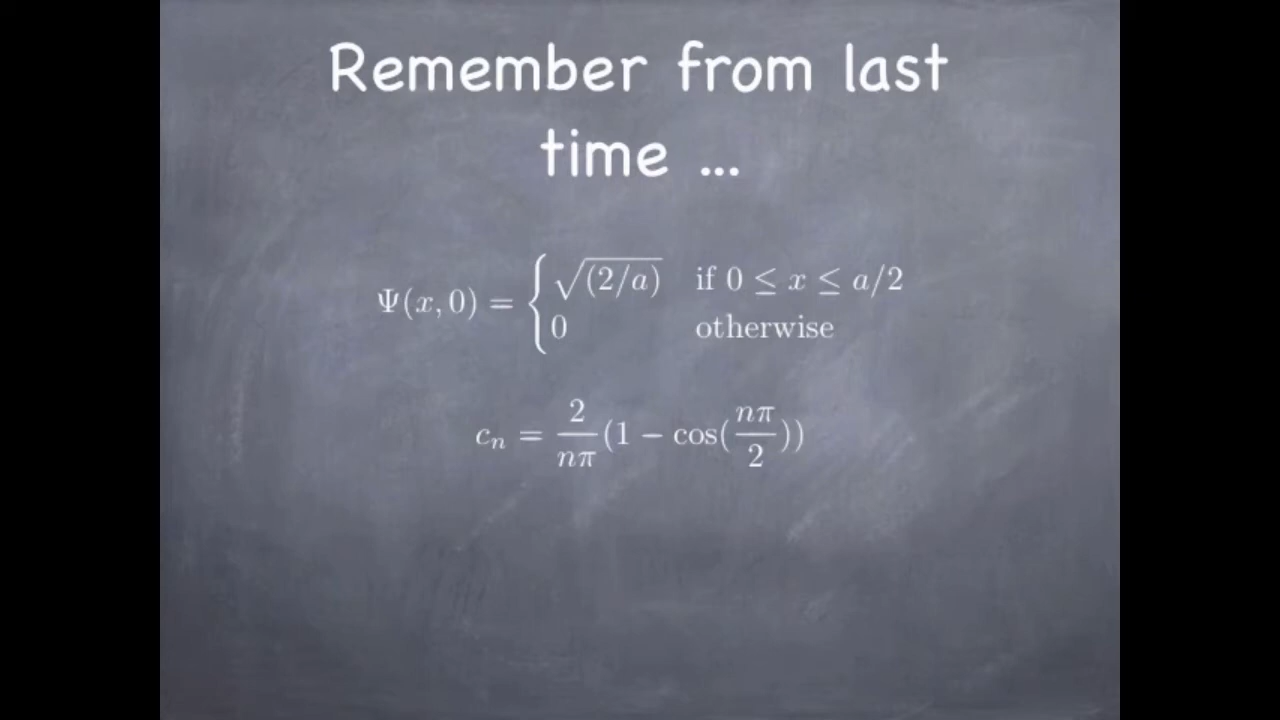 Remember from last
time ...
Ψ(x, 0) = { √(2/a) if 0 ≤ x ≤ a/2
0 otherwise
c_n = 2/(nπ) (1 − cos(nπ/2))